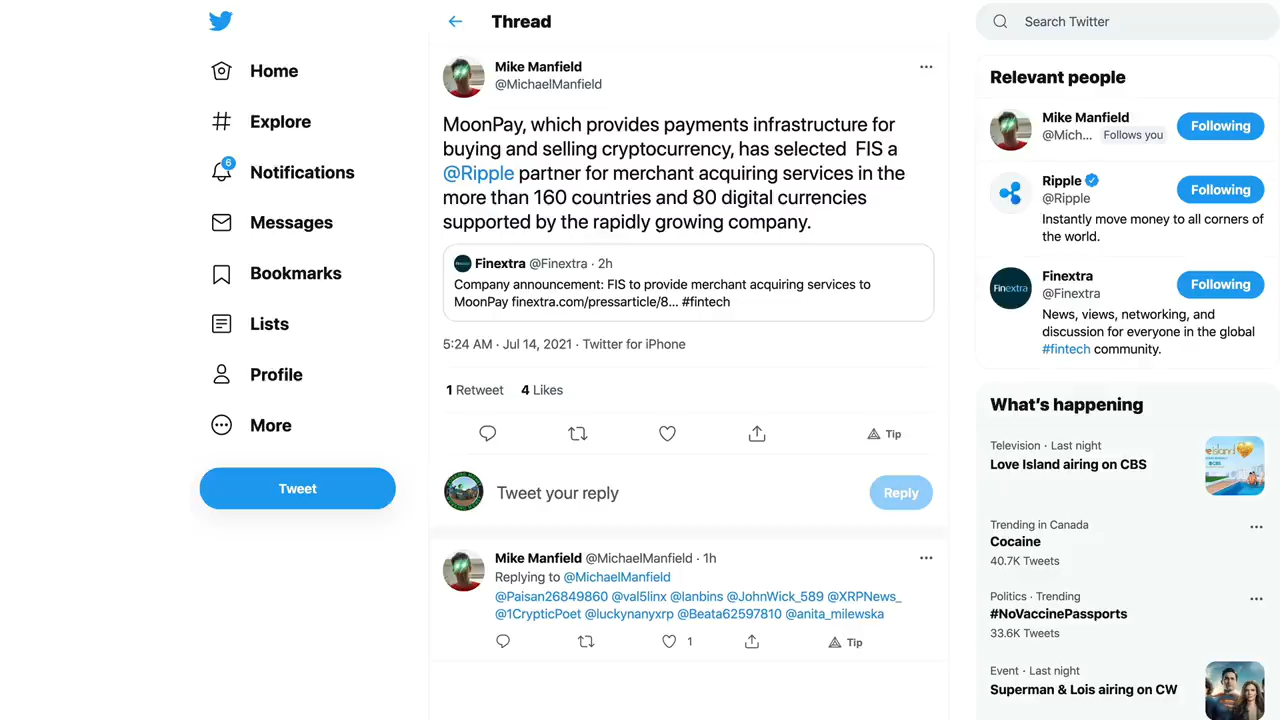 Home
Explore
6
Notifications
Messages
Bookmarks
Lists
Profile
More
Tweet
Thread
Mike Manfield
@MichaelManfield
MoonPay, which provides payments infrastructure for
buying and selling cryptocurrency, has selected  FIS a
@Ripple partner for merchant acquiring services in the
more than 160 countries and 80 digital currencies
supported by the rapidly growing company.
Finextra @Finextra · 2h
Company announcement: FIS to provide merchant acquiring services to
MoonPay finextra.com/pressarticle/8... #fintech
5:24 AM · Jul 14, 2021 · Twitter for iPhone
1 Retweet 4 Likes
Tip
Tweet your reply
Reply
Mike Manfield @MichaelManfield · 1h
Replying to @MichaelManfield
@Paisan26849860 @val5linx @lanbins @JohnWick_589 @XRPNews_
@1CrypticPoet @luckynanyxrp @Beata62597810 @anita_milewska
1
Tip
Search Twitter
Relevant people
Mike Manfield
@Mich... Follows you
Following
Ripple
@Ripple
Following
Instantly move money to all corners of
the world.
Finextra
Finextra
@Finextra
Following
News, views, networking, and
discussion for everyone in the global
#fintech community.
What's happening
Television · Last night
Love Island airing on CBS
Trending in Canada
Cocaine
40.7K Tweets
Politics · Trending
#NoVaccinePassports
33.6K Tweets
Event · Last night
Superman & Lois airing on CW